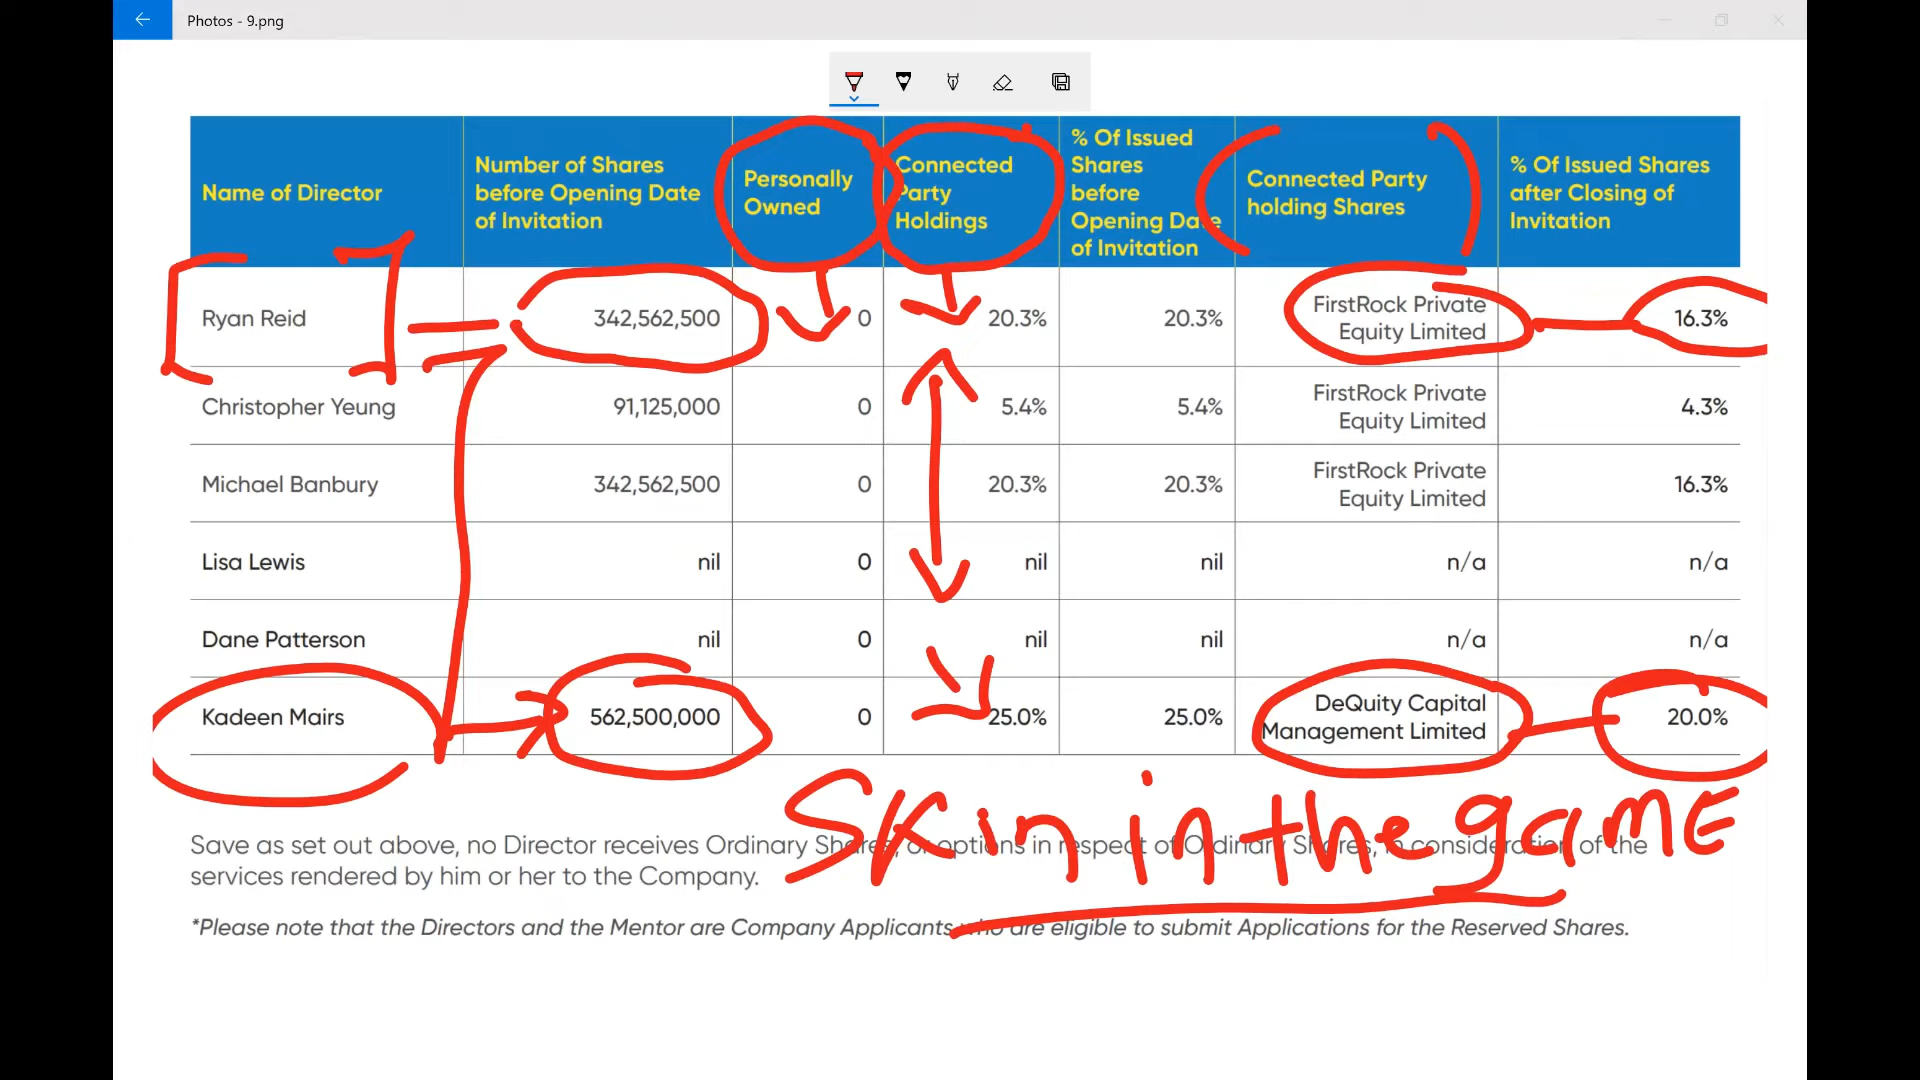 Photos - 9.png
Name of Director
Number of Shares
before Opening Date
of Invitation
Personally
Owned
Connected
Party
Holdings
% Of Issued
Shares
before
Opening Date
of Invitation
Connected Party
holding Shares
% Of Issued Shares
after Closing of
Invitation
Ryan Reid 342,562,500 0 20.3% 20.3% FirstRock Private
Equity Limited 16.3%
Christopher Yeung 91,125,000 0 5.4% 5.4% FirstRock Private
Equity Limited 4.3%
Michael Banbury 342,562,500 0 20.3% 20.3% FirstRock Private
Equity Limited 16.3%
Lisa Lewis nil 0 nil nil n/a n/a
Dane Patterson nil 0 nil nil n/a n/a
Kadeen Mairs 562,500,000 0 25.0% 25.0% DeQuity Capital
Management Limited 20.0%
Skin in the gaME
Save as set out above, no Director receives Ordinary Shares, or options in respect of Ordinary Shares, in consideration of the
services rendered by him or her to the Company.
*Please note that the Directors and the Mentor are Company Applicants who are eligible to submit Applications for the Reserved Shares.